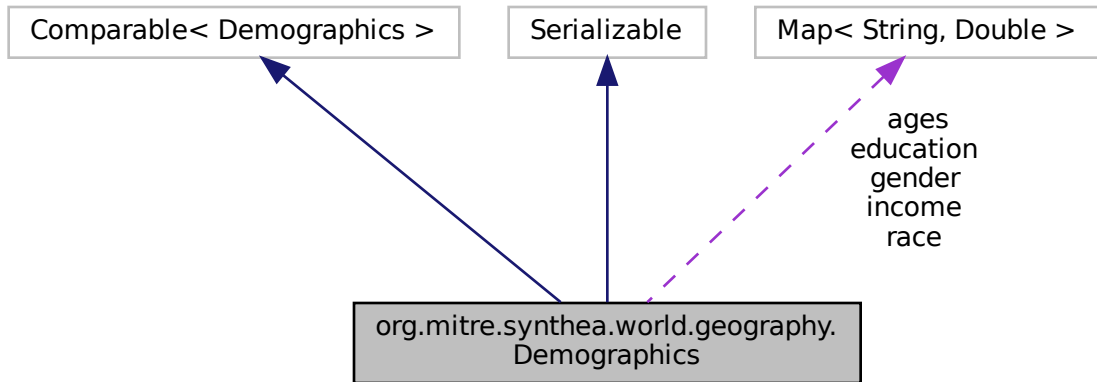 Comparable< Demographics >
Serializable
Map< String, Double >
ages
education
gender
income
race
org.mitre.synthea.world.geography.
Demographics